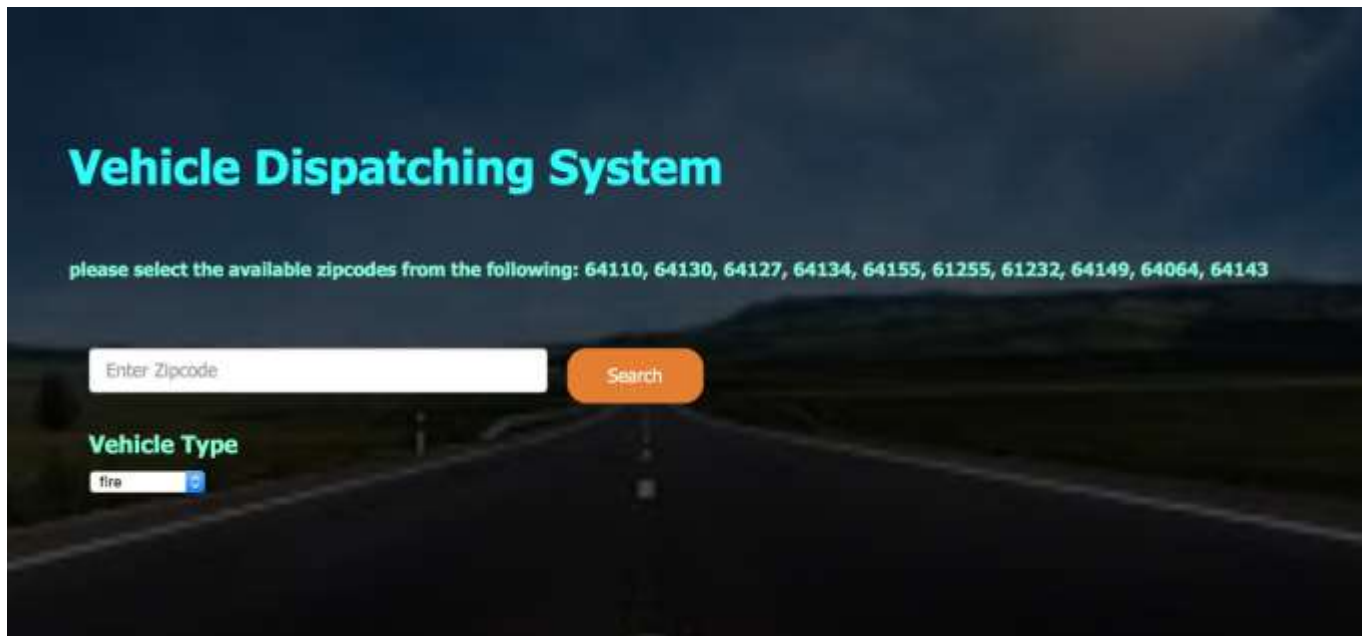 Vehicle Dispatching System
please select the available zipcodes from the following: 64110, 64130, 64127, 64134, 64155, 61255, 61232, 64149, 64064, 64143
Enter Zipcode
Search
Vehicle Type
fire